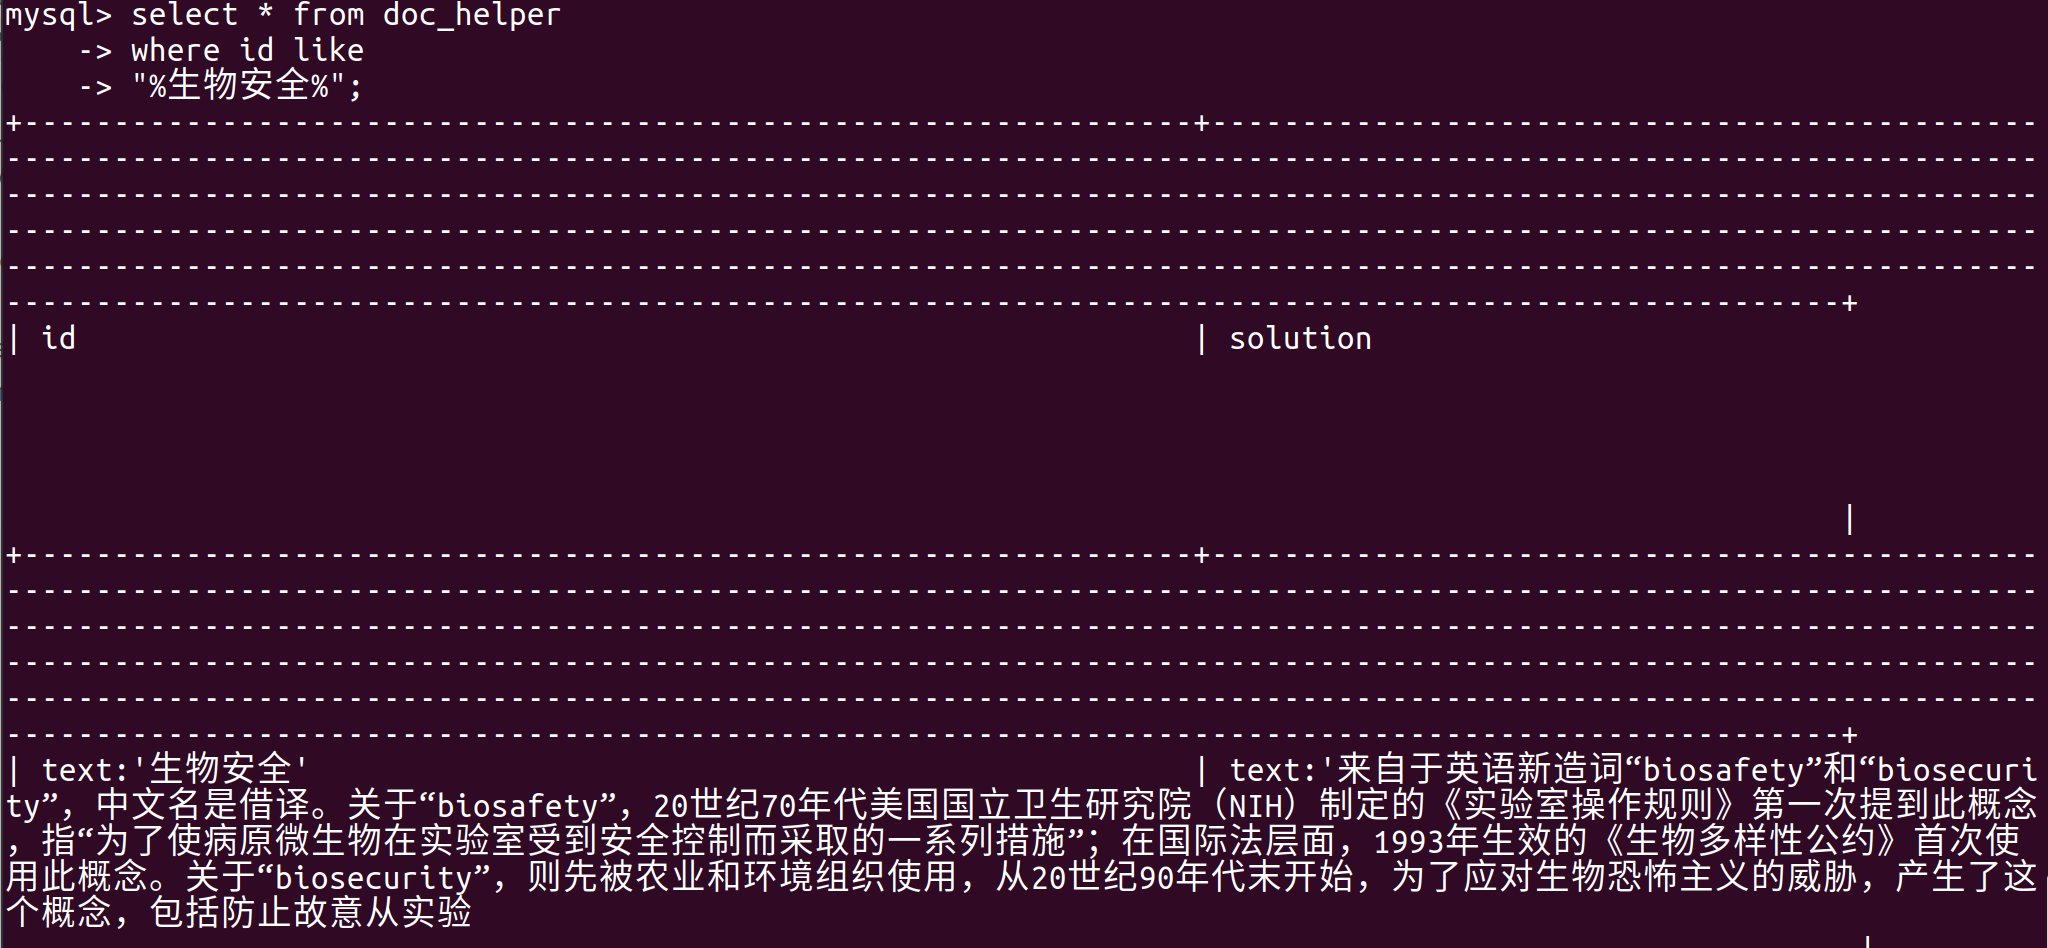 mysql> select * from doc_helper
-> where id like
-> "%生物安全%";
| id | solution
|
| text:'生物安全' | text:'来自于英语新造词“biosafety”和“biosecuri
ty”，中文名是借译。关于“biosafety”，20世纪70年代美国国立卫生研究院（NIH）制定的《实验室操作规则》第一次提到此概念
，指“为了使病原微生物在实验室受到安全控制而采取的一系列措施”；在国际法层面，1993年生效的《生物多样性公约》首次使
用此概念。关于“biosecurity”，则先被农业和环境组织使用，从20世纪90年代末开始，为了应对生物恐怖主义的威胁，产生了这
个概念，包括防止故意从实验